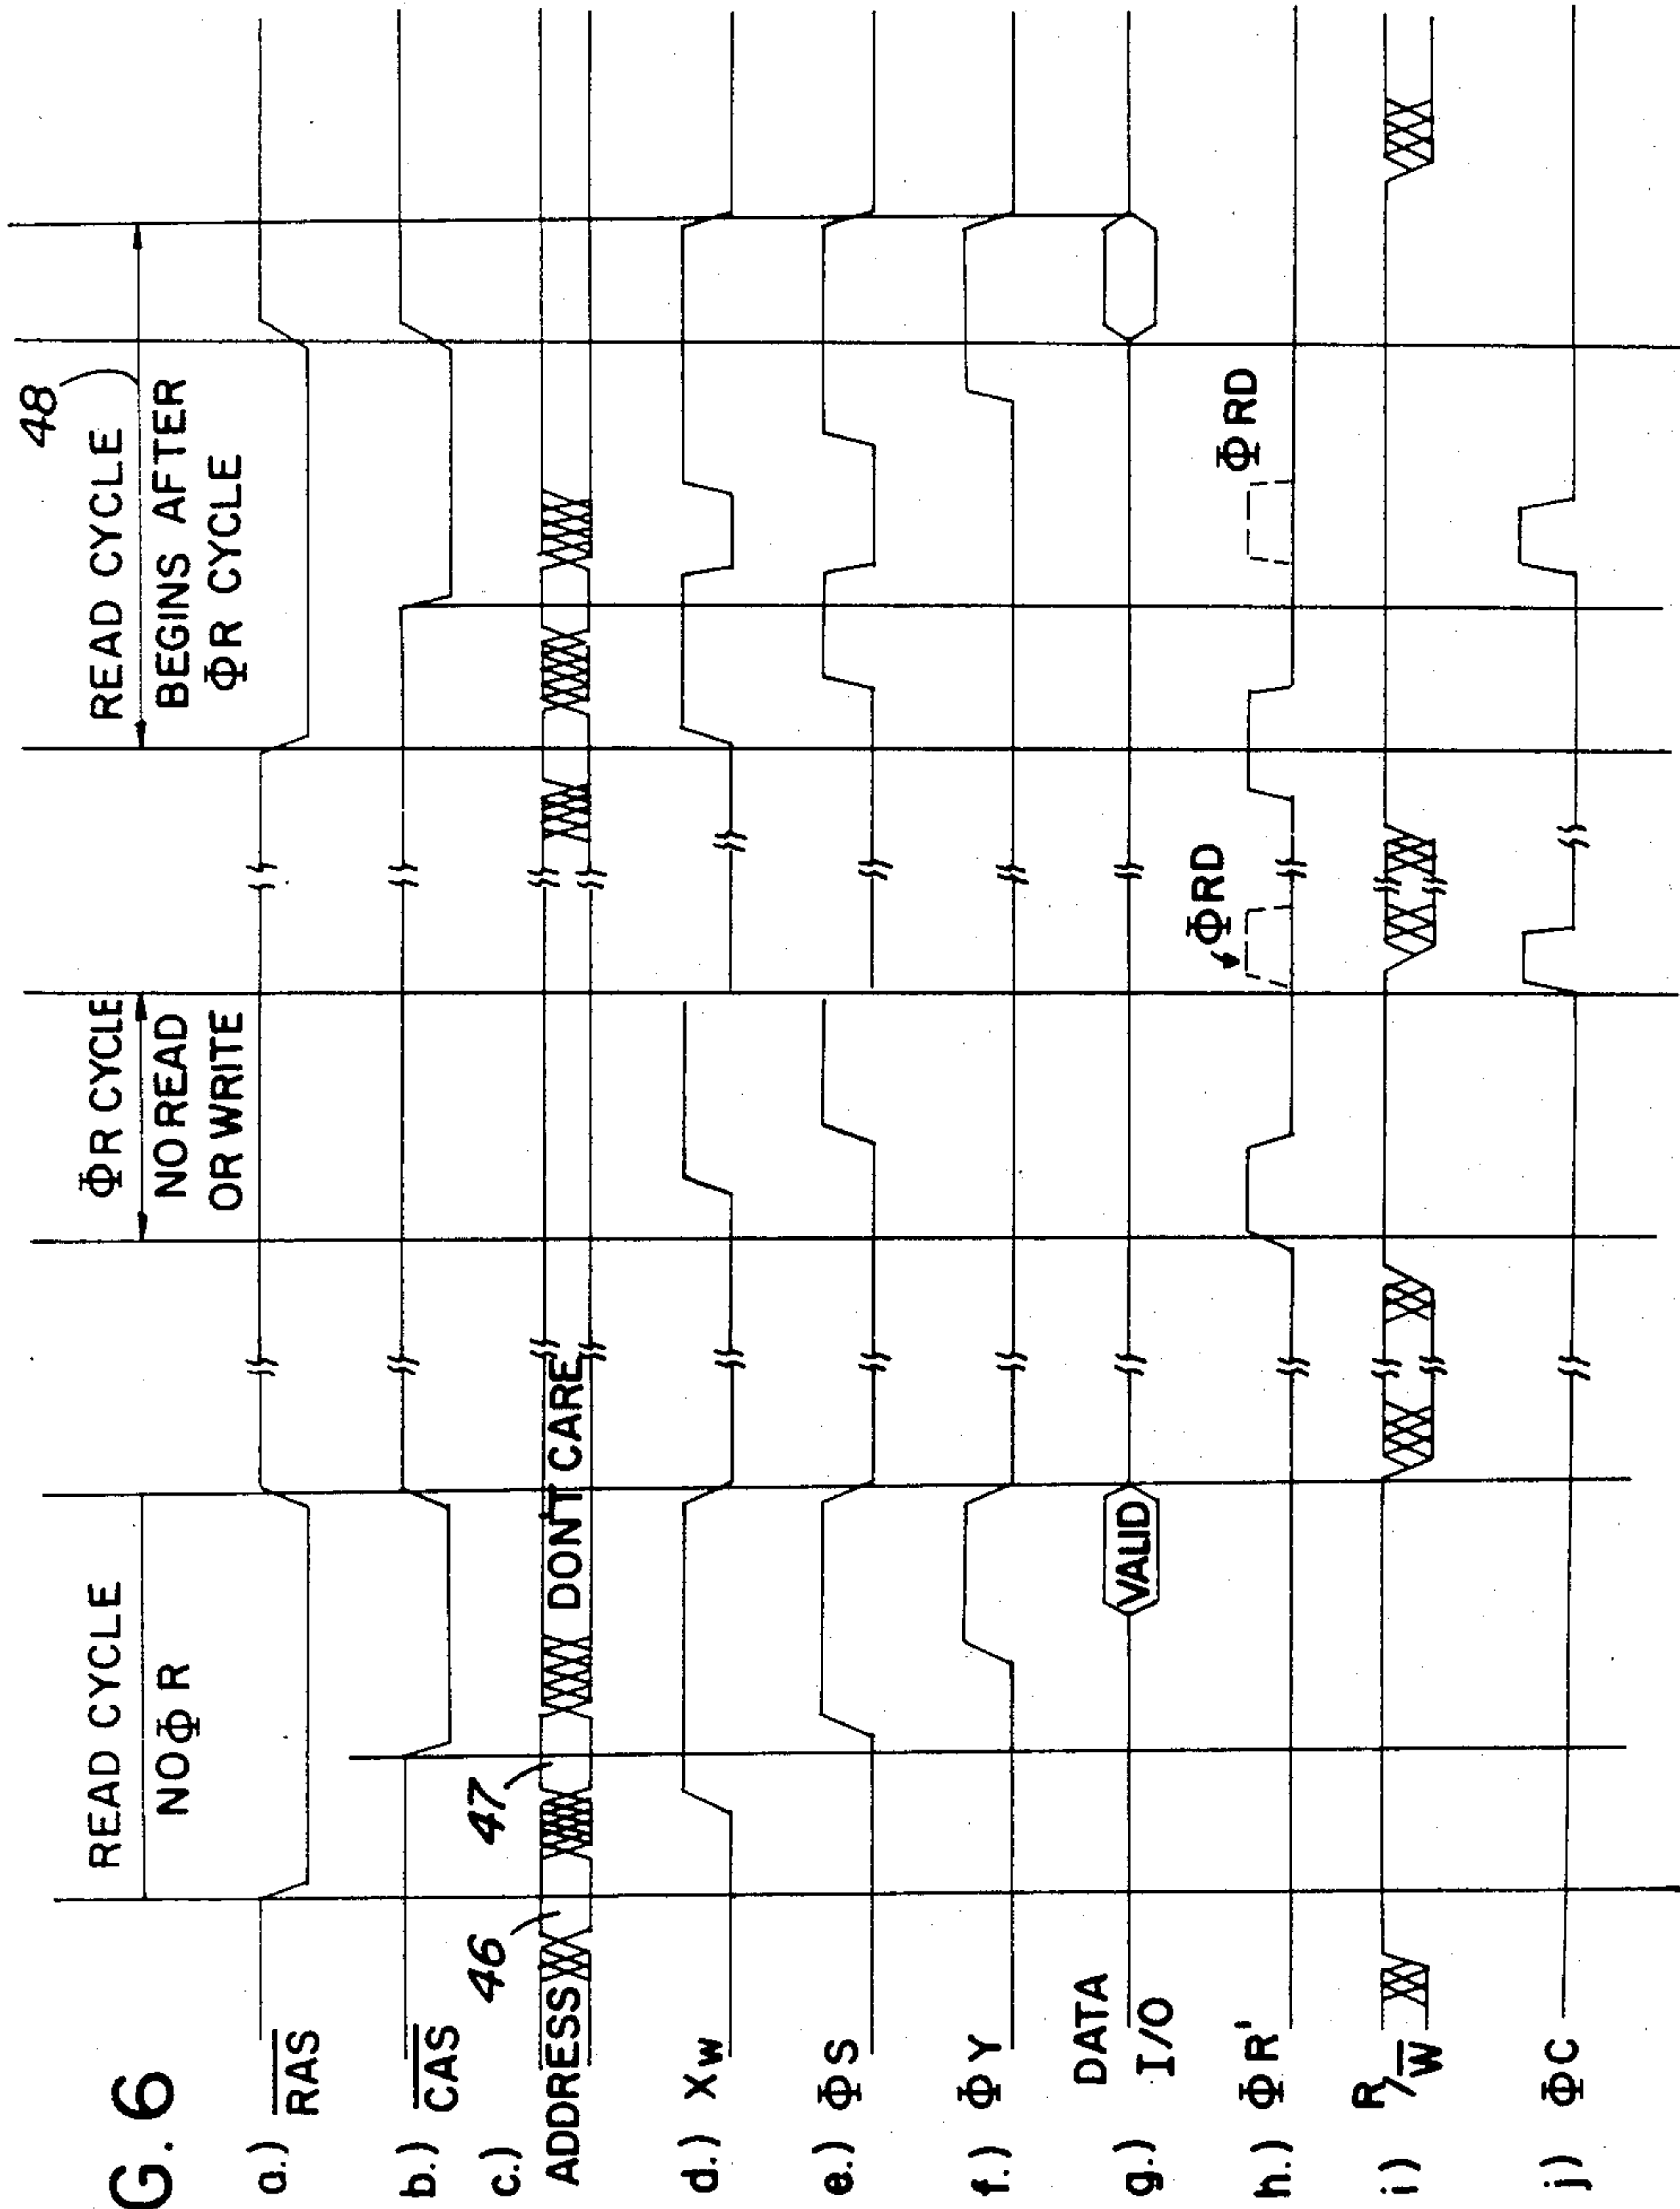 G. 6
READ CYCLE
NO ΦR
ΦR CYCLE
NO READ
OR WRITE
48
READ CYCLE
BEGINS AFTER
ΦR CYCLE
a.) RAS
b.) CAS
c.)
ADDRESS
46
47
DON'T CARE
d.) Xw
e.) ΦS
f.) ΦY
g.) DATA
I/O
VALID
h.) ΦR'
ΦRD
ΦRD
i) R/W
j) ΦC